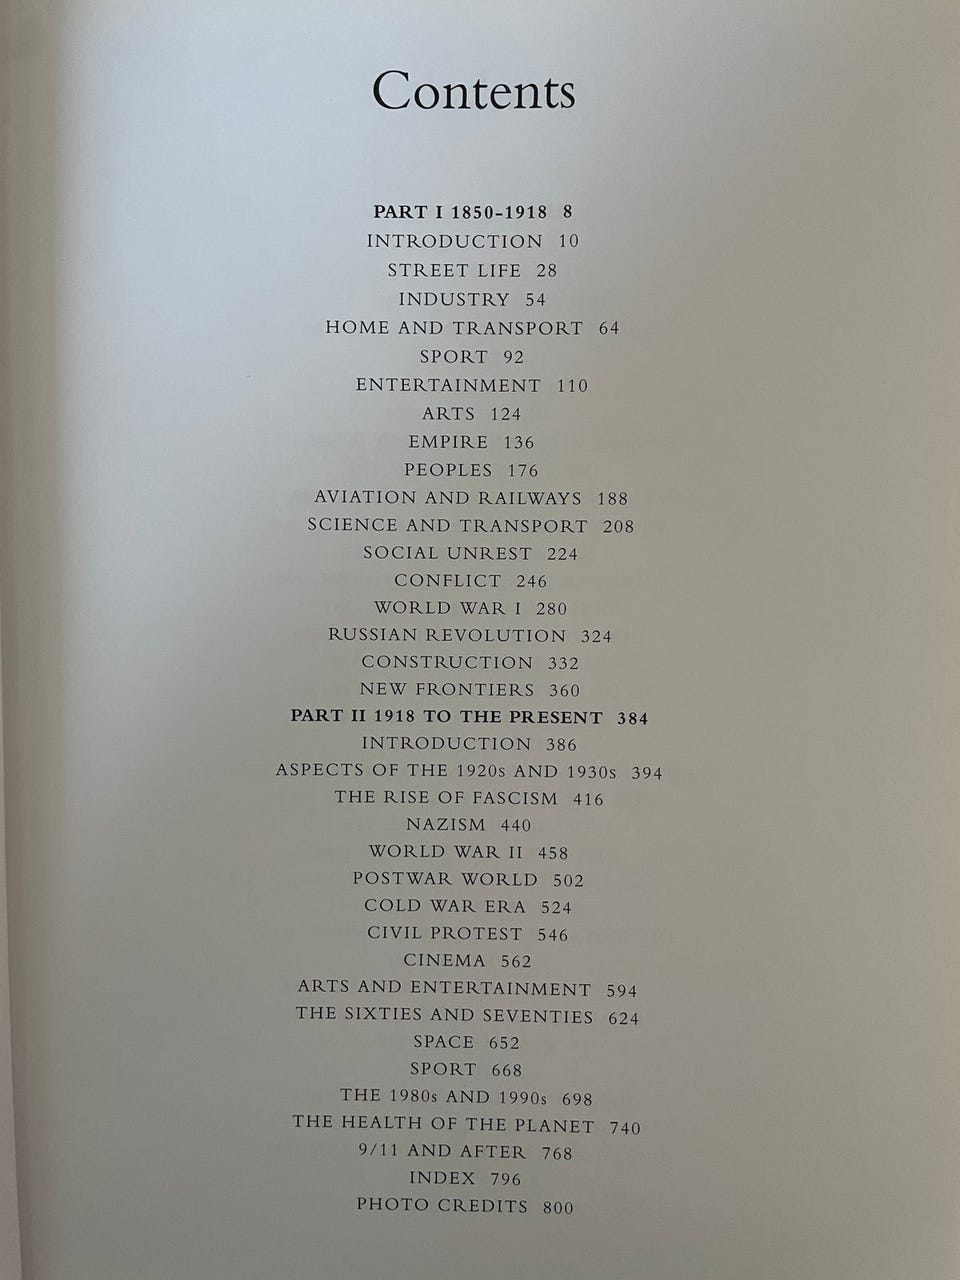 Contents
PART I 1850-1918 8
INTRODUCTION 10
STREET LIFE 28
INDUSTRY 54
HOME AND TRANSPORT 64
SPORT 92
ENTERTAINMENT 110
ARTS 124
EMPIRE 136
PEOPLES 176
AVIATION AND RAILWAYS 188
SCIENCE AND TRANSPORT 208
SOCIAL UNREST 224
CONFLICT 246
WORLD WAR I 280
RUSSIAN REVOLUTION 324
CONSTRUCTION 332
NEW FRONTIERS 360
PART II 1918 TO THE PRESENT 384
INTRODUCTION 386
ASPECTS OF THE 1920s AND 1930s 394
THE RISE OF FASCISM 416
NAZISM 440
WORLD WAR II 458
POSTWAR WORLD 502
COLD WAR ERA 524
CIVIL PROTEST 546
CINEMA 562
ARTS AND ENTERTAINMENT 594
THE SIXTIES AND SEVENTIES 624
SPACE 652
SPORT 668
THE 1980s AND 1990s 698
THE HEALTH OF THE PLANET 740
9/11 AND AFTER 768
INDEX 796
PHOTO CREDITS 800